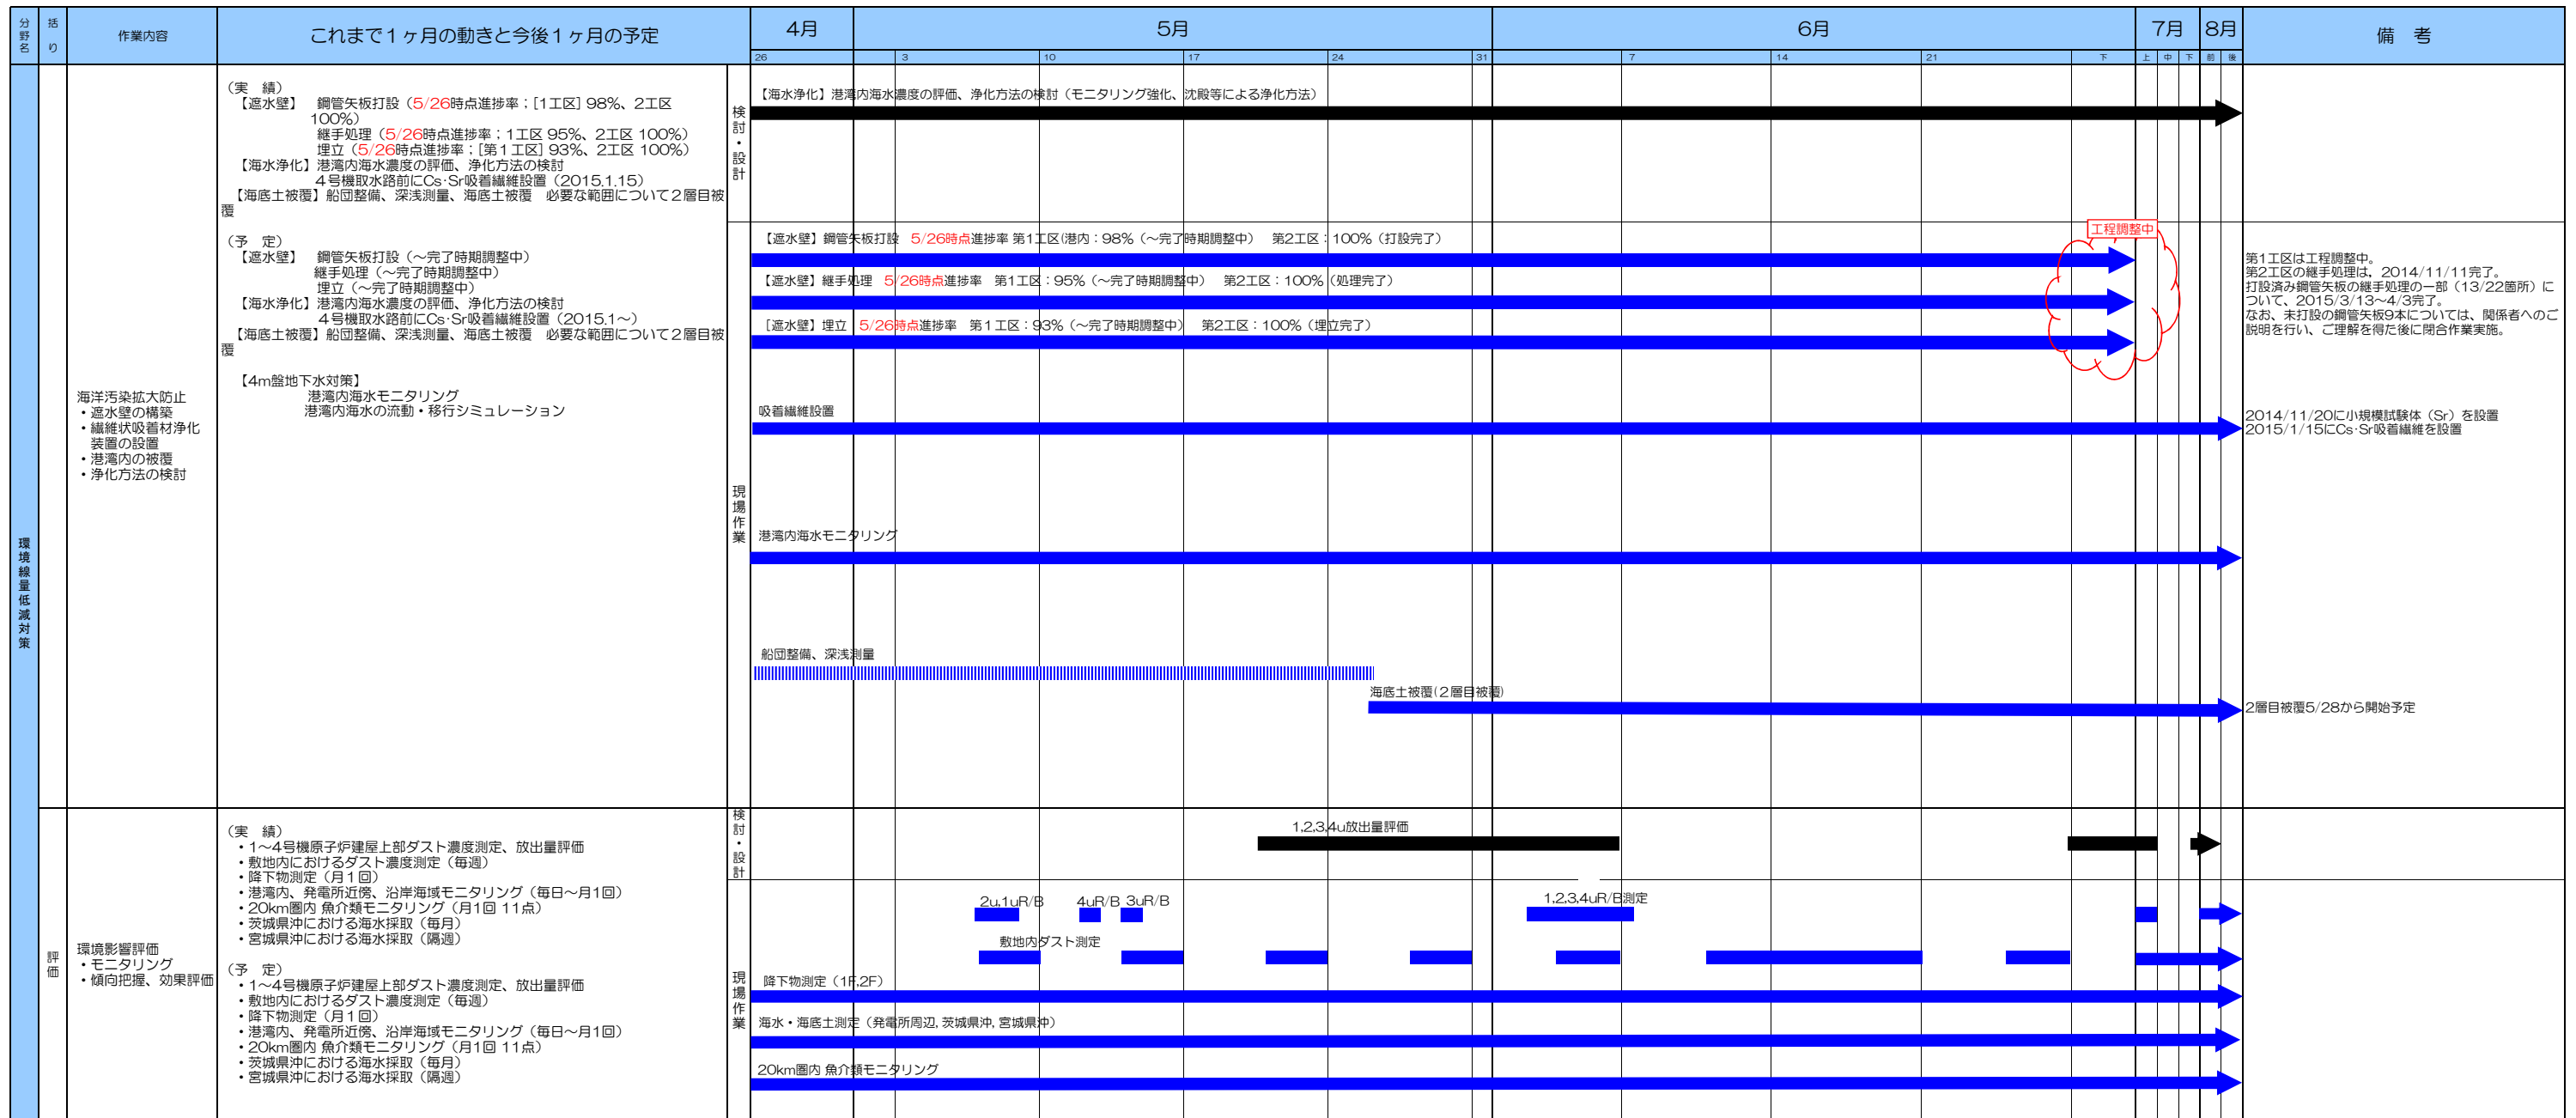 分野名
括り
作業内容
これまで１ヶ月の動きと今後１ヶ月の予定
4月
5月
6月
7月
8月
備　考
26
3
10
17
24
31
7
14
21
下
上
中
下
前
後
環境線量低減対策
海洋汚染拡大防止
・遮水壁の構築
・繊維状吸着材浄化
装置の設置
・港湾内の被覆
・浄化方法の検討
（実　績）
【遮水壁】　鋼管矢板打設（5/26時点進捗率；[1工区] 98%、2工区
100%）
継手処理（5/26時点進捗率；1工区 95%、2工区 100%）
埋立（5/26時点進捗率；[第１工区] 93%、2工区 100%）
【海水浄化】港湾内海水濃度の評価、浄化方法の検討
４号機取水路前にCs･Sr吸着繊維設置（2015.1.15）
【海底土被覆】船団整備、深浅測量、海底土被覆　必要な範囲について２層目被
覆
（予　定）
【遮水壁】　鋼管矢板打設（～完了時期調整中）
継手処理（～完了時期調整中）
埋立（～完了時期調整中）
【海水浄化】港湾内海水濃度の評価、浄化方法の検討
４号機取水路前にCs･Sr吸着繊維設置（2015.1～）
【海底土被覆】船団整備、深浅測量、海底土被覆　必要な範囲について２層目被
覆
【4m盤地下水対策】
港湾内海水モニタリング
港湾内海水の流動・移行シミュレーション
検討・設計
【海水浄化】港湾内海水濃度の評価、浄化方法の検討（モニタリング強化、沈殿等による浄化方法）
現場作業
工程調整中
【遮水壁】鋼管矢板打設　5/26時点進捗率 第1工区(港内：98%（～完了時期調整中）　第2工区：100%（打設完了）
【遮水壁】継手処理　5/26時点進捗率　第1工区：95%（～完了時期調整中）　第2工区：100%（処理完了）
［遮水壁】埋立　5/26時点進捗率　第１工区：93%（～完了時期調整中）　第2工区：100%（埋立完了）
吸着繊維設置
港湾内海水モニタリング
船団整備、深浅測量
海底土被覆(２層目被覆)
第1工区は工程調整中。
第2工区の継手処理は，2014/11/11完了。
打設済み鋼管矢板の継手処理の一部（13/22箇所）に
ついて、2015/3/13～4/3完了。
なお、未打設の鋼管矢板9本については、関係者へのご
説明を行い、ご理解を得た後に閉合作業実施。
2014/11/20に小規模試験体（Sr）を設置
2015/1/15にCs･Sr吸着繊維を設置
2層目被覆5/28から開始予定
評価
環境影響評価
・モニタリング
・傾向把握、効果評価
（実　績）
・1～4号機原子炉建屋上部ダスト濃度測定、放出量評価
・敷地内におけるダスト濃度測定（毎週）
・降下物測定（月１回）
・港湾内、発電所近傍、沿岸海域モニタリング（毎日～月1回）
・20km圏内 魚介類モニタリング（月1回 11点）
・茨城県沖における海水採取（毎月）
・宮城県沖における海水採取（隔週）
（予　定）
・1～4号機原子炉建屋上部ダスト濃度測定、放出量評価
・敷地内におけるダスト濃度測定（毎週）
・降下物測定（月１回）
・港湾内、発電所近傍、沿岸海域モニタリング（毎日～月1回）
・20km圏内 魚介類モニタリング（月1回 11点）
・茨城県沖における海水採取（毎月）
・宮城県沖における海水採取（隔週）
検討・設計
1,2,3,4u放出量評価
現場作業
2u,1uR/B
4uR/B
3uR/B
1,2,3,4uR/B測定
敷地内ダスト測定
降下物測定（1F,2F）
海水・海底土測定（発電所周辺, 茨城県沖, 宮城県沖）
20km圏内 魚介類モニタリング